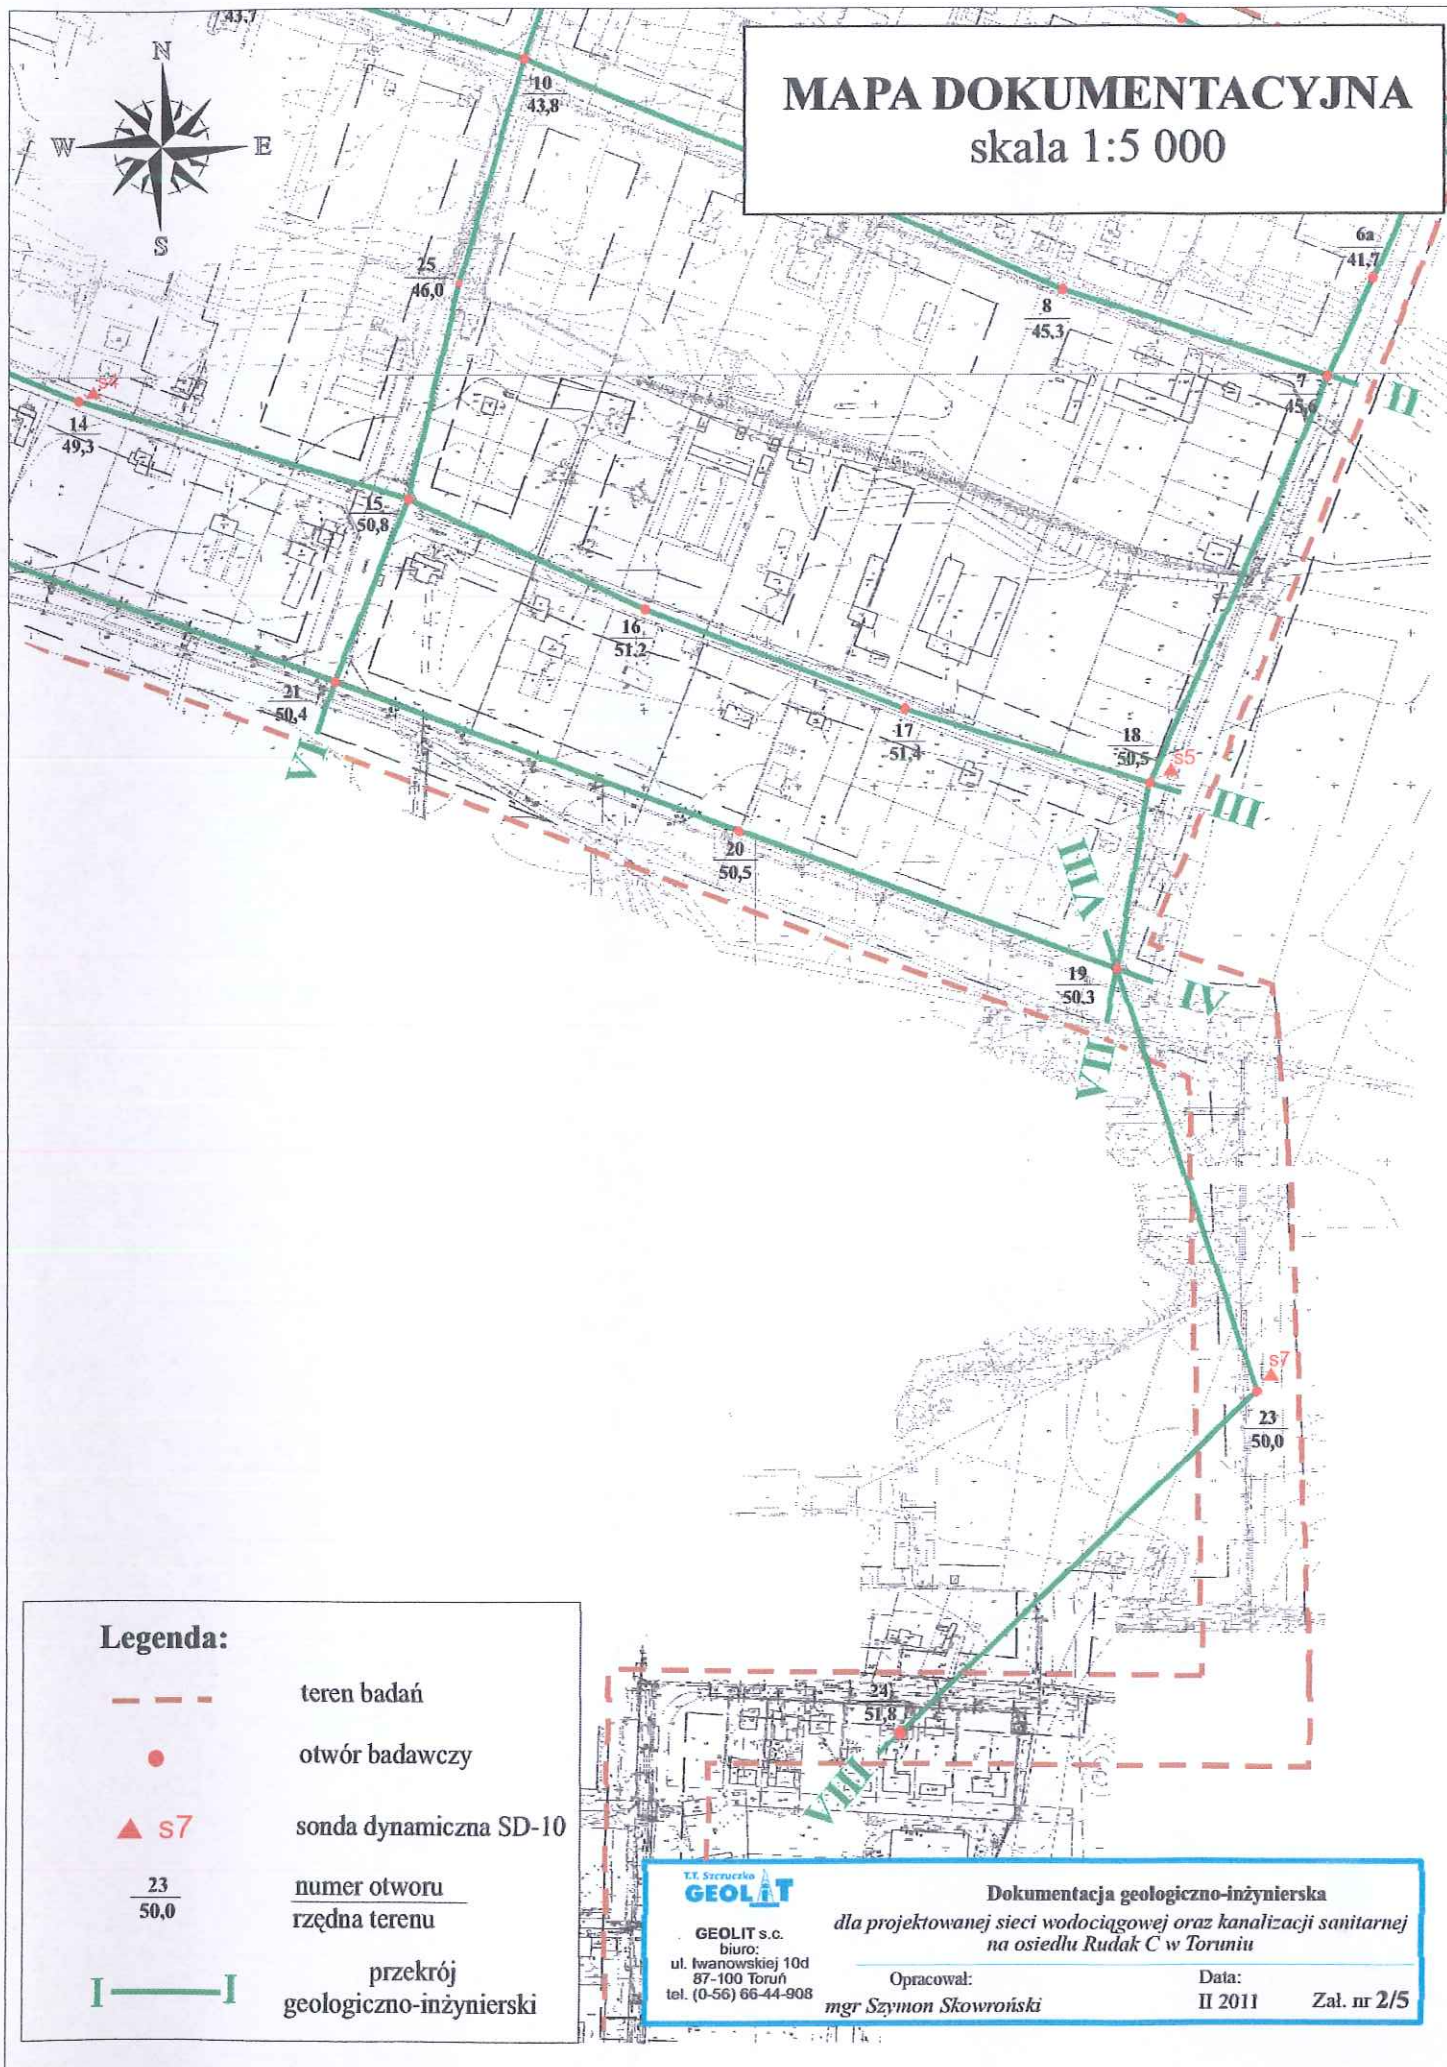 43,7
N
W
E
S
MAPA DOKUMENTACYJNA
skala 1:5 000
10
43,8
6a
41,7
25
46,0
8
45,3
7
45,6
II
s4
14
49,3
15
50,8
16
51,2
21
50,4
VI
17
51,4
18
50,5
s5
III
20
50,5
VIII
19
50,3
IV
VII
s7
23
50,0
24
51,8
VIII
Legenda:
teren badań
otwór badawczy
s7 sonda dynamiczna SD-10
23 numer otworu
50,0 rzędna terenu
I I przekrój
geologiczno-inżynierski
T.T. Szczuczko
GEOLIT
GEOLIT s.c.
biuro:
ul. Iwanowskiej 10d
87-100 Toruń
tel. (0-56) 66-44-908
Dokumentacja geologiczno-inżynierska
dla projektowanej sieci wodociągowej oraz kanalizacji sanitarnej
na osiedlu Rudak C w Toruniu
Opracował:
mgr Szymon Skowroński
Data:
II 2011
Zał. nr 2/5